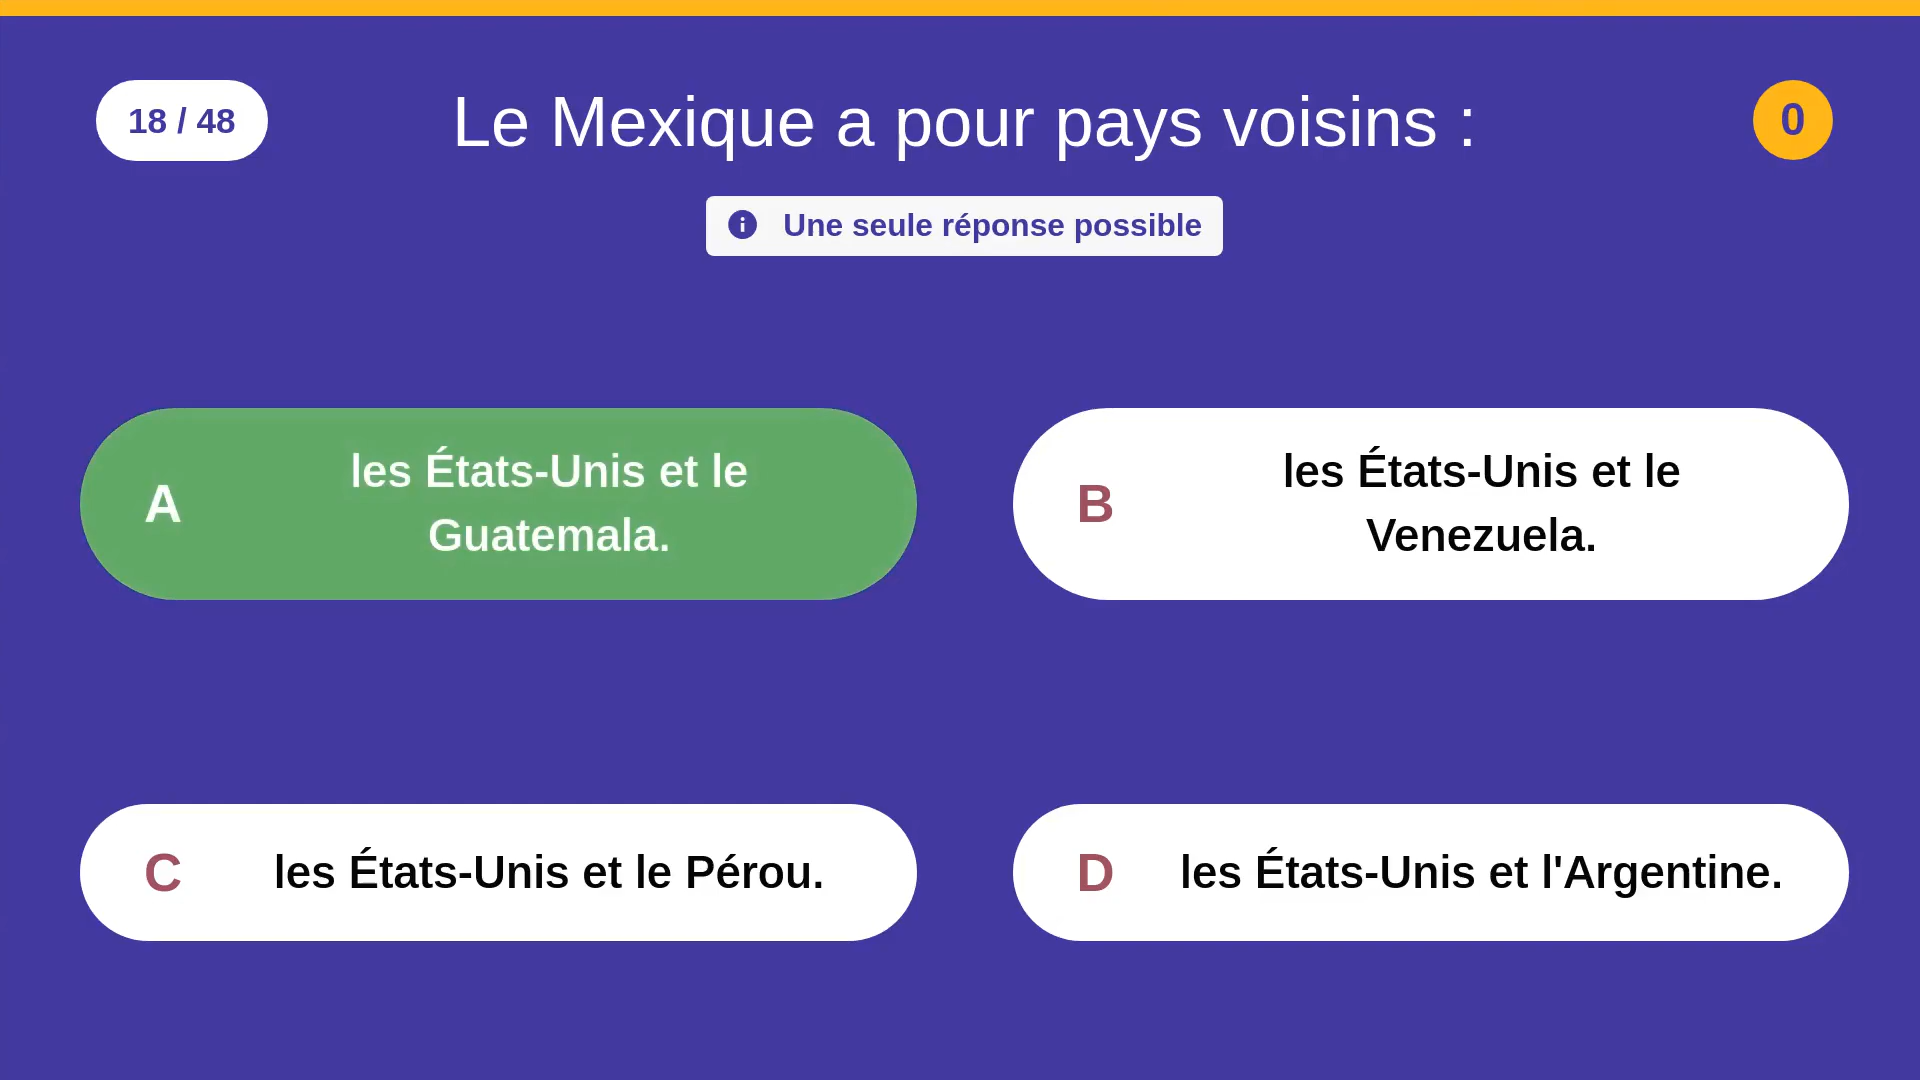 18 / 48
Le Mexique a pour pays voisins :
0
Une seule réponse possible
A
les États-Unis et le
Guatemala.
B
les États-Unis et le
Venezuela.
C
les États-Unis et le Pérou.
D
les États-Unis et l'Argentine.